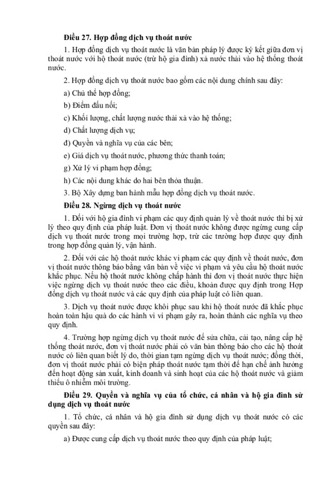 Điều 27. Hợp đồng dịch vụ thoát nước
1. Hợp đồng dịch vụ thoát nước là văn bản pháp lý được ký kết giữa đơn vị
thoát nước với hộ thoát nước (trừ hộ gia đình) xả nước thải vào hệ thống thoát
nước.
2. Hợp đồng dịch vụ thoát nước bao gồm các nội dung chính sau đây:
a) Chủ thể hợp đồng;
b) Điểm đấu nối;
c) Khối lượng, chất lượng nước thải xả vào hệ thống;
d) Chất lượng dịch vụ;
đ) Quyền và nghĩa vụ của các bên;
e) Giá dịch vụ thoát nước, phương thức thanh toán;
g) Xử lý vi phạm hợp đồng;
h) Các nội dung khác do hai bên thỏa thuận.
3. Bộ Xây dựng ban hành mẫu hợp đồng dịch vụ thoát nước.
Điều 28. Ngừng dịch vụ thoát nước
1. Đối với hộ gia đình vi phạm các quy định quản lý về thoát nước thì bị xử
lý theo quy định của pháp luật. Đơn vị thoát nước không được ngừng cung cấp
dịch vụ thoát nước trong mọi trường hợp, trừ các trường hợp được quy định
trong hợp đồng quản lý, vận hành.
2. Đối với các hộ thoát nước khác vi phạm các quy định về thoát nước, đơn
vị thoát nước thông báo bằng văn bản về việc vi phạm và yêu cầu hộ thoát nước
khắc phục. Nếu hộ thoát nước không chấp hành thì đơn vị thoát nước thực hiện
việc ngừng dịch vụ thoát nước theo các điều, khoản được quy định trong Hợp
đồng dịch vụ thoát nước và các quy định của pháp luật có liên quan.
3. Dịch vụ thoát nước được khôi phục sau khi hộ thoát nước đã khắc phục
hoàn toàn hậu quả do các hành vi vi phạm gây ra, hoàn thành các nghĩa vụ theo
quy định.
4. Trường hợp ngừng dịch vụ thoát nước để sửa chữa, cải tạo, nâng cấp hệ
thống thoát nước, đơn vị thoát nước phải có văn bản thông báo cho các hộ thoát
nước có liên quan biết lý do, thời gian tạm ngừng dịch vụ thoát nước; đồng thời,
đơn vị thoát nước phải có biện pháp thoát nước tạm thời để hạn chế ảnh hưởng
đến hoạt động sản xuất, kinh doanh và sinh hoạt của các hộ thoát nước và giảm
thiểu ô nhiễm môi trường.
Điều 29. Quyền và nghĩa vụ của tổ chức, cá nhân và hộ gia đình sử
dụng dịch vụ thoát nước
1. Tổ chức, cá nhân và hộ gia đình sử dụng dịch vụ thoát nước có các
quyền sau đây:
a) Được cung cấp dịch vụ thoát nước theo quy định của pháp luật;